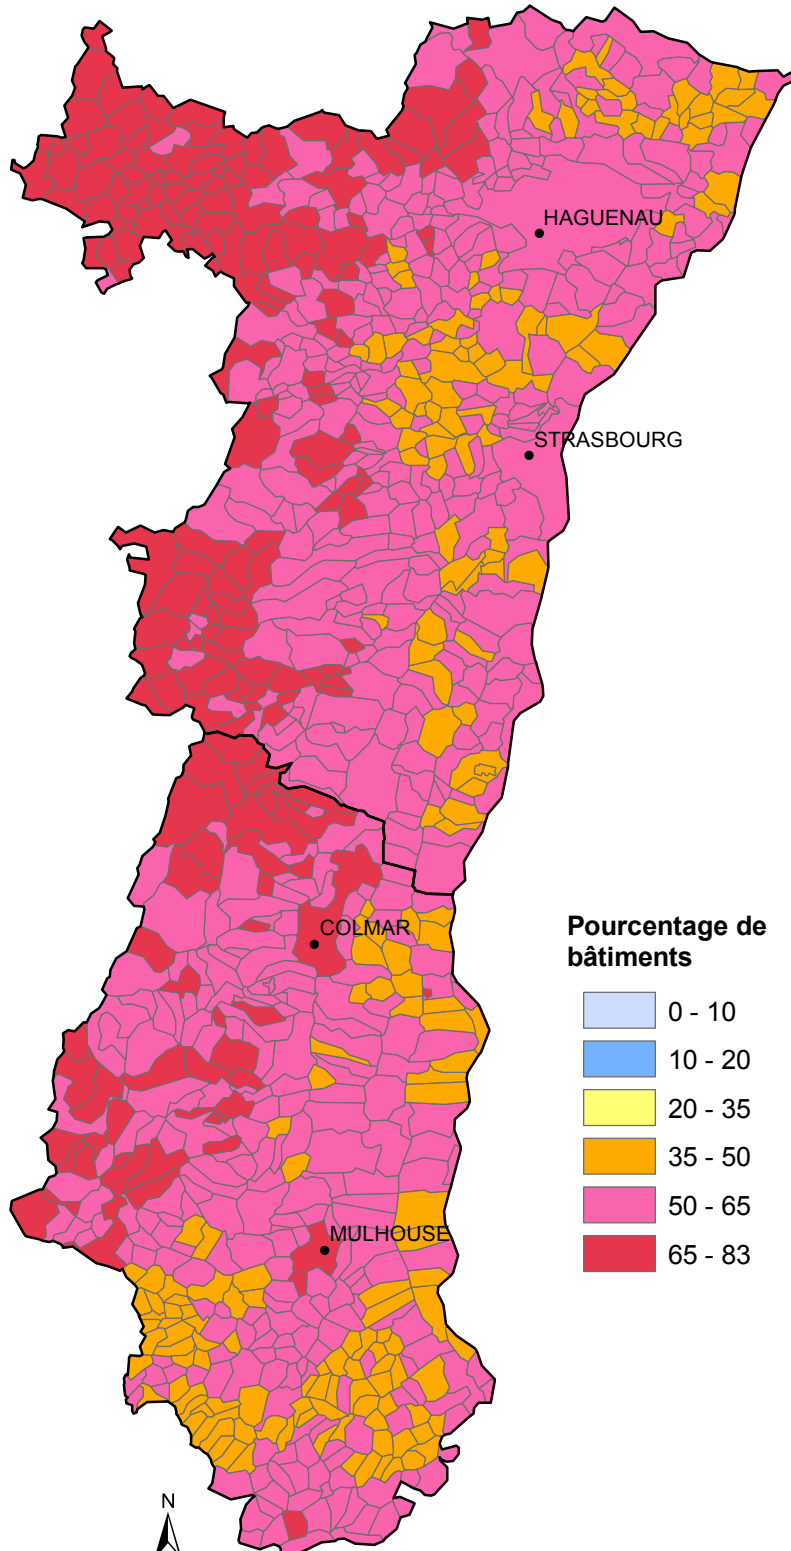 HAGUENAU
STRASBOURG
COLMAR
Pourcentage de
bâtiments
0 - 10
10 - 20
20 - 35
35 - 50
50 - 65
65 - 83
MULHOUSE
N